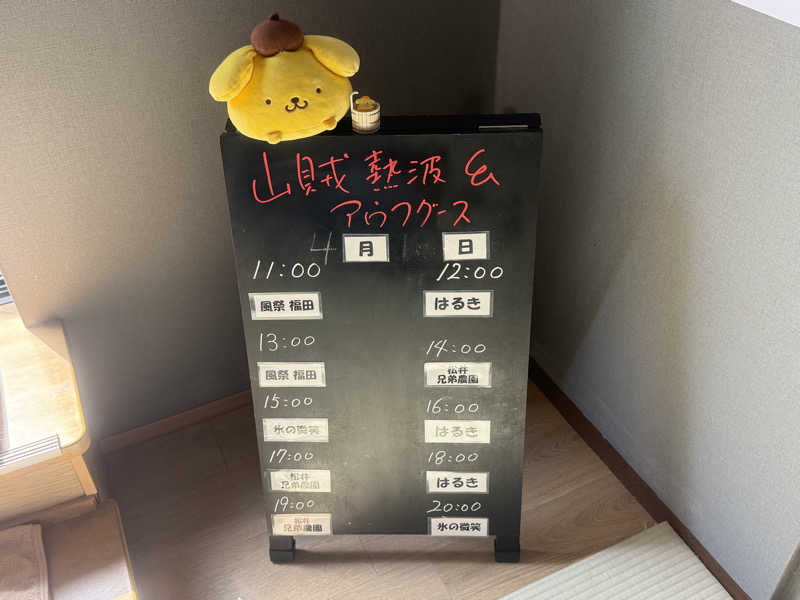 山賊 熱波 &
アウフグース
4 月 日
11:00 12:00
風祭 福田 はるき
13:00 14:00
風祭 福田 松井 兄弟農園
15:00 16:00
氷の微笑 はるき
17:00 18:00
松井 兄弟農園 はるき
19:00 20:00
松井 兄弟農園 氷の微笑